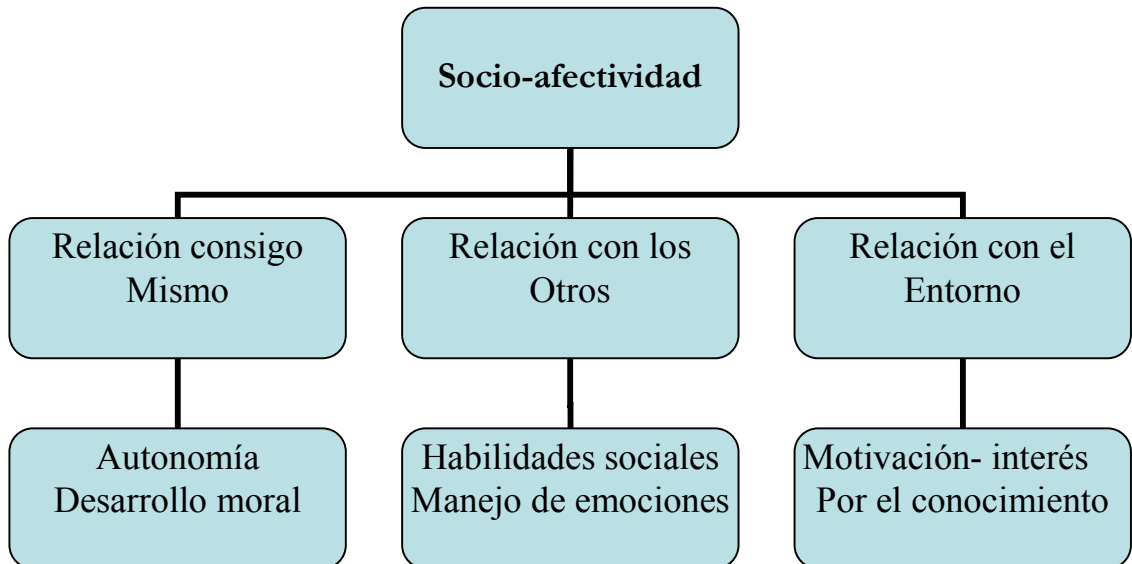 Socio-afectividad
Relación consigo
Mismo
Relación con los
Otros
Relación con el
Entorno
Autonomía
Desarrollo moral
Habilidades sociales
Manejo de emociones
Motivación- interés
Por el conocimiento